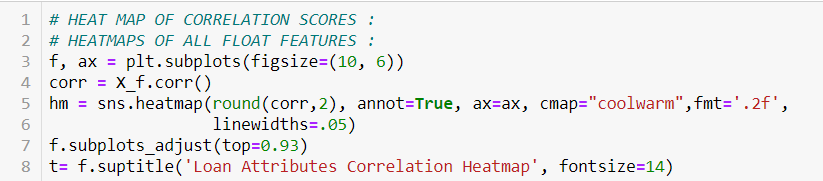 1 # HEAT MAP OF CORRELATION SCORES :
2 # HEATMAPS OF ALL FLOAT FEATURES :
3 f, ax = plt.subplots(figsize=(10, 6))
4 corr = X_f.corr()
5 hm = sns.heatmap(round(corr,2), annot=True, ax=ax, cmap="coolwarm",fmt='.2f',
6                  linewidths=.05)
7 f.subplots_adjust(top=0.93)
8 t= f.suptitle('Loan Attributes Correlation Heatmap', fontsize=14)